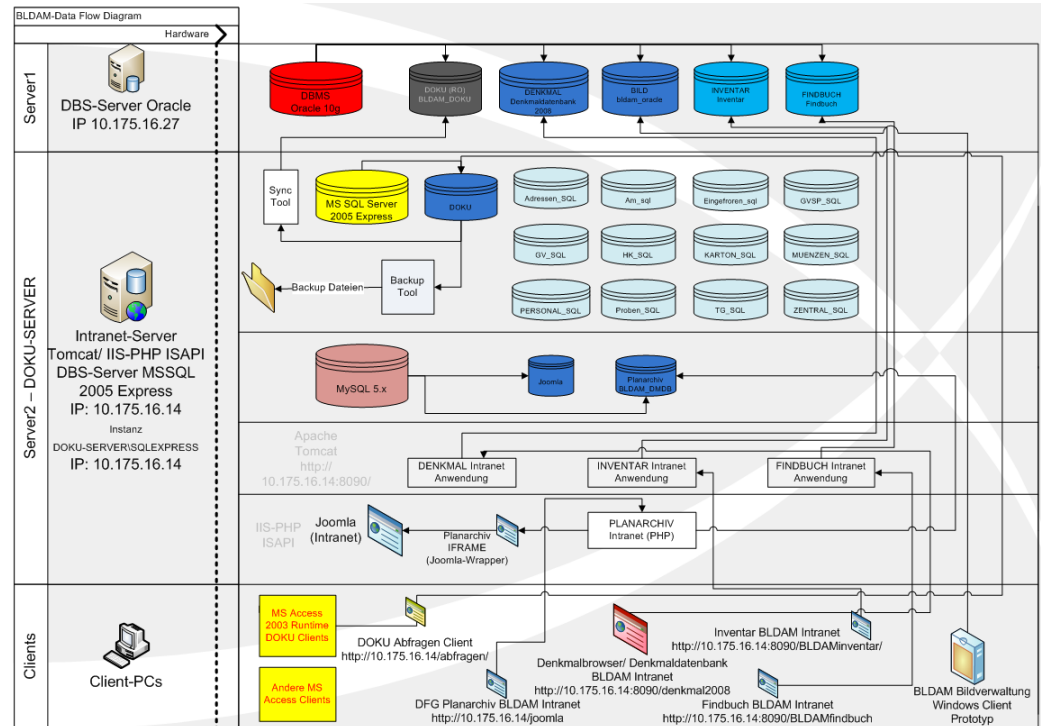 BLDAM-Data Flow Diagram
Hardware
Server1
DBS-Server Oracle
IP 10.175.16.27
DBMS
Oracle 10g
DOKU (RO)
BLDAM_DOKU
DENKMAL
Denkmaldatenbank
2008
BILD
bldam_oracle
INVENTAR
Inventar
FINDBUCH
Findbuch
Server2 – DOKU-SERVER
Intranet-Server
Tomcat/ IIS-PHP ISAPI
DBS-Server MSSQL
2005 Express
IP: 10.175.16.14
Instanz
DOKU-SERVER\SQLEXPRESS
IP: 10.175.16.14
Sync
Tool
MS SQL Server
2005 Express
DOKU
Adressen_SQL
Am_sql
Eingefroren_sql
GVSP_SQL
GV_SQL
HK_SQL
KARTON_SQL
MUENZEN_SQL
PERSONAL_SQL
Proben_SQL
TG_SQL
ZENTRAL_SQL
Backup Dateien
Backup
Tool
MySQL 5.x
Joomla
Planarchiv
BLDAM_DMDB
Apache
Tomcat
http://
10.175.16.14:8090/
DENKMAL Intranet
Anwendung
INVENTAR Intranet
Anwendung
FINDBUCH Intranet
Anwendung
IIS-PHP
ISAPI
Joomla
(Intranet)
Planarchiv
IFRAME
(Joomla-Wrapper)
PLANARCHIV
Intranet (PHP)
Clients
Client-PCs
MS Access
2003 Runtime
DOKU Clients
Andere MS
Access Clients
DOKU Abfragen Client
http://10.175.16.14/abfragen/
DFG Planarchiv BLDAM Intranet
http://10.175.16.14/joomla
Denkmalbrowser/ Denkmaldatenbank
BLDAM Intranet
http://10.175.16.14:8090/denkmal2008
Inventar BLDAM Intranet
http://10.175.16.14:8090/BLDAMinventar/
Findbuch BLDAM Intranet
http://10.175.16.14:8090/BLDAMfindbuch
BLDAM Bildverwaltung
Windows Client
Prototyp